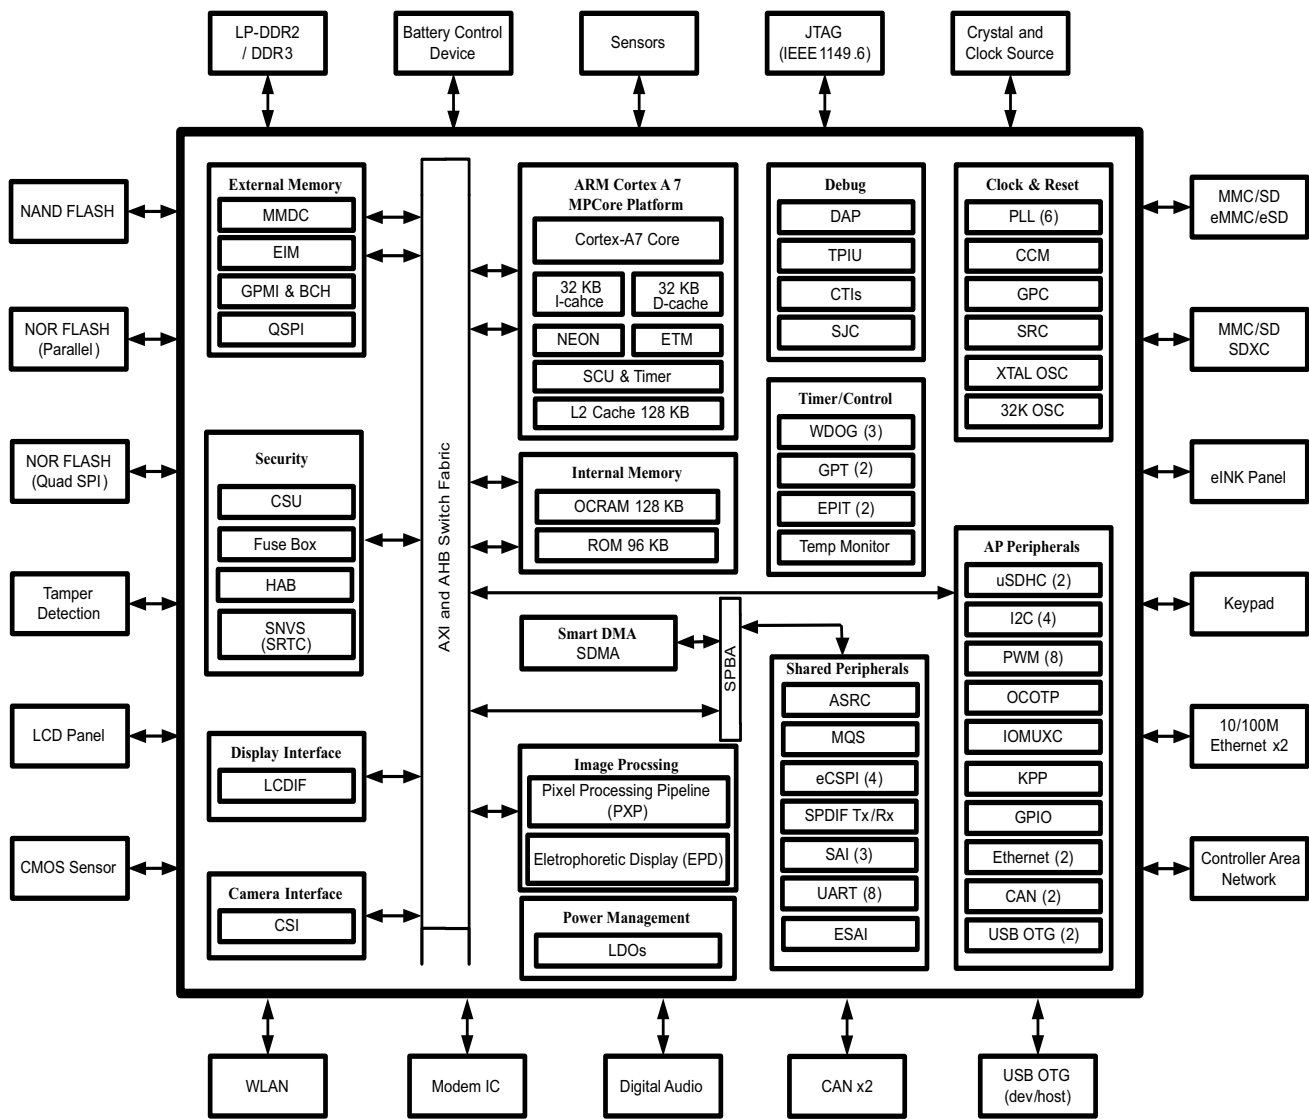 LP-DDR2
/ DDR3
Battery Control
Device
Sensors
JTAG
(IEEE1149.6)
Crystal and
Clock Source
NAND FLASH
NOR FLASH
(Parallel)
NOR FLASH
(Quad SPI)
Tamper
Detection
LCD Panel
CMOS Sensor
External Memory
MMDC
EIM
GPMI & BCH
QSPI
Security
CSU
Fuse Box
HAB
SNVS
(SRTC)
Display Interface
LCDIF
Camera Interface
CSI
AXI and AHB Switch Fabric
ARM Cortex A 7
MPCore Platform
Cortex-A7 Core
32 KB
I-cahce
32 KB
D-cache
NEON
ETM
SCU & Timer
L2 Cache 128 KB
Internal Memory
OCRAM 128 KB
ROM 96 KB
Smart DMA
SDMA
SPBA
Image Procssing
Pixel Processing Pipeline
(PXP)
Eletrophoretic Display (EPD)
Power Management
LDOs
Debug
DAP
TPIU
CTIs
SJC
Timer/Control
WDOG (3)
GPT (2)
EPIT (2)
Temp Monitor
Shared Peripherals
ASRC
MQS
eCSPI (4)
SPDIF Tx/Rx
SAI (3)
UART (8)
ESAI
Clock & Reset
PLL (6)
CCM
GPC
SRC
XTAL OSC
32K OSC
AP Peripherals
uSDHC (2)
I2C (4)
PWM (8)
OCOTP
IOMUXC
KPP
GPIO
Ethernet (2)
CAN (2)
USB OTG (2)
MMC/SD
eMMC/eSD
MMC/SD
SDXC
eINK Panel
Keypad
10/100M
Ethernet x2
Controller Area
Network
WLAN
Modem IC
Digital Audio
CAN x2
USB OTG
(dev/host)